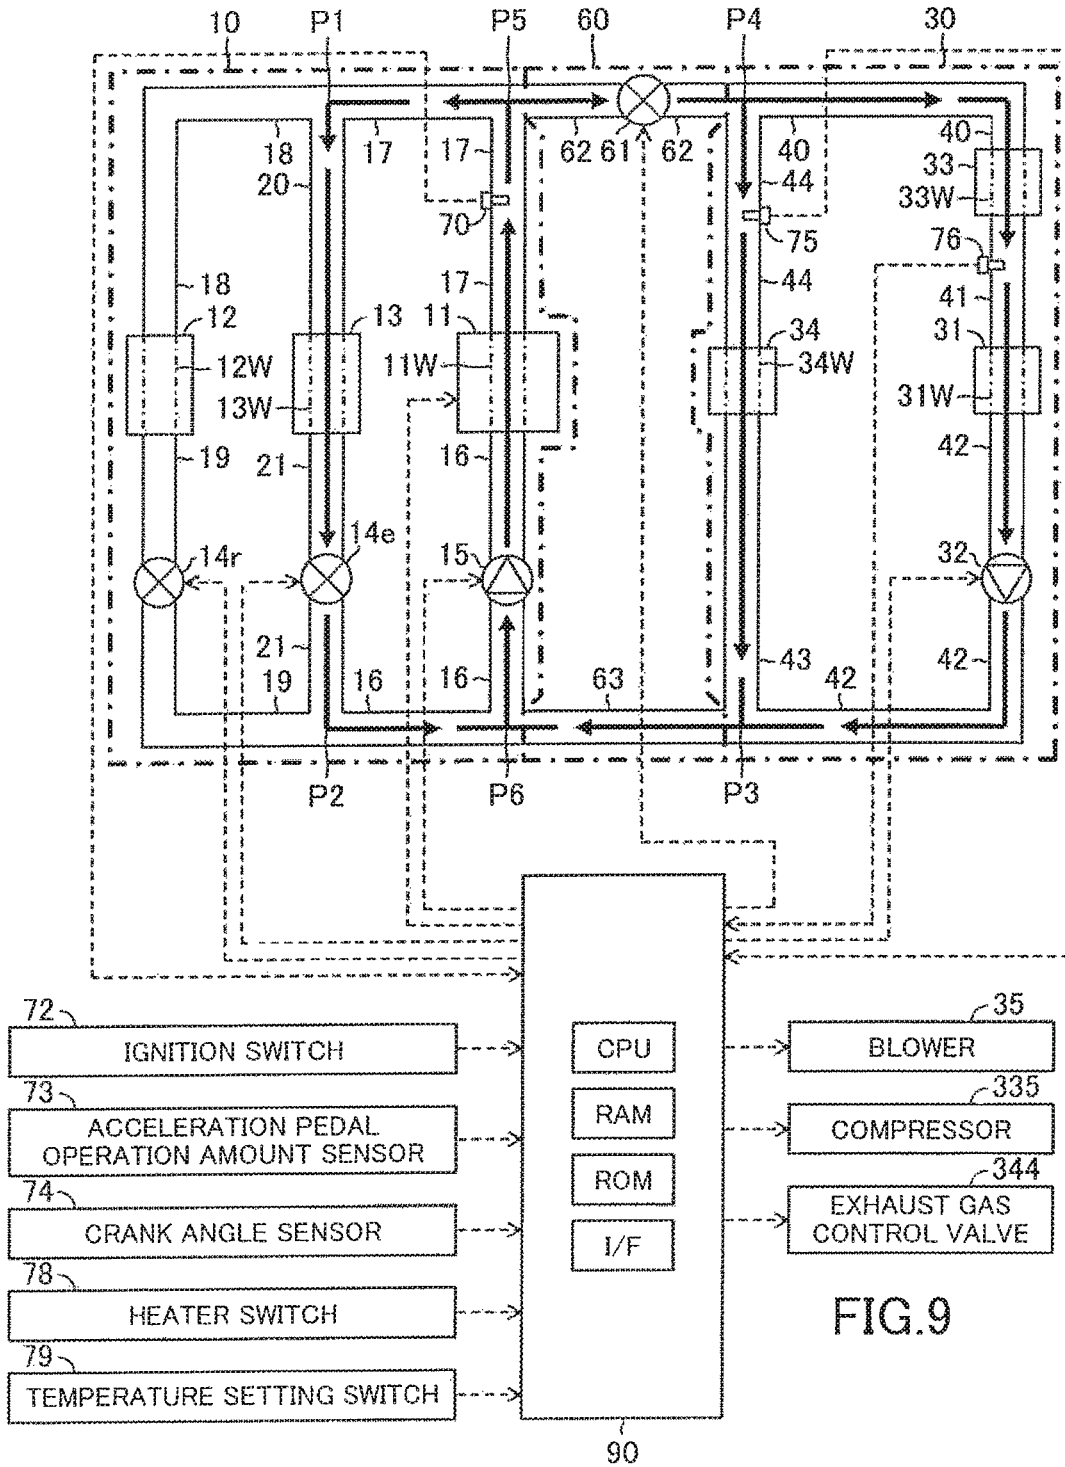 10 P1 P5 60 P4 30
18 17 17 62 61 62 40 40
20 44 33
33W
70 75 76
18 17 44 41
12 13 11 34 31
12W 11W 34W
13W 31W
19 21 16 42
14r 14e 15 32
21 16 43 42
19 16 63 42
P2 P6 P3
72
IGNITION SWITCH
73
ACCELERATION PEDAL
OPERATION AMOUNT SENSOR
74
CRANK ANGLE SENSOR
78
HEATER SWITCH
79
TEMPERATURE SETTING SWITCH
CPU
RAM
ROM
I/F
90
35
BLOWER
335
COMPRESSOR
344
EXHAUST GAS
CONTROL VALVE
FIG.9